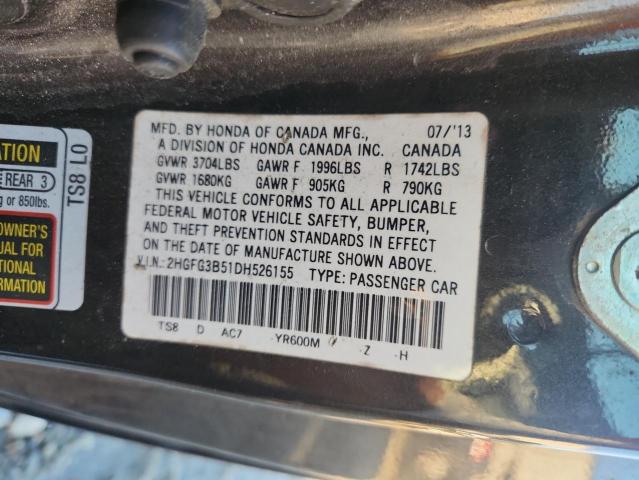 ATION
REAR 3
g or 850lbs.
OWNER'S
UAL FOR
TIONAL
RMATION
TS8 L0
MFD. BY HONDA OF CANADA MFG., 07/'13
A DIVISION OF HONDA CANADA INC. CANADA
GVWR 3704LBS GAWR F 1996LBS R 1742LBS
GVWR 1680KG GAWR F 905KG R 790KG
THIS VEHICLE CONFORMS TO ALL APPLICABLE
FEDERAL MOTOR VEHICLE SAFETY, BUMPER,
AND THEFT PREVENTION STANDARDS IN EFFECT
ON THE DATE OF MANUFACTURE SHOWN ABOVE.
V.I.N.: 2HGFG3B51DH526155 TYPE: PASSENGER CAR
TS8 D AC7 YR600M Z H